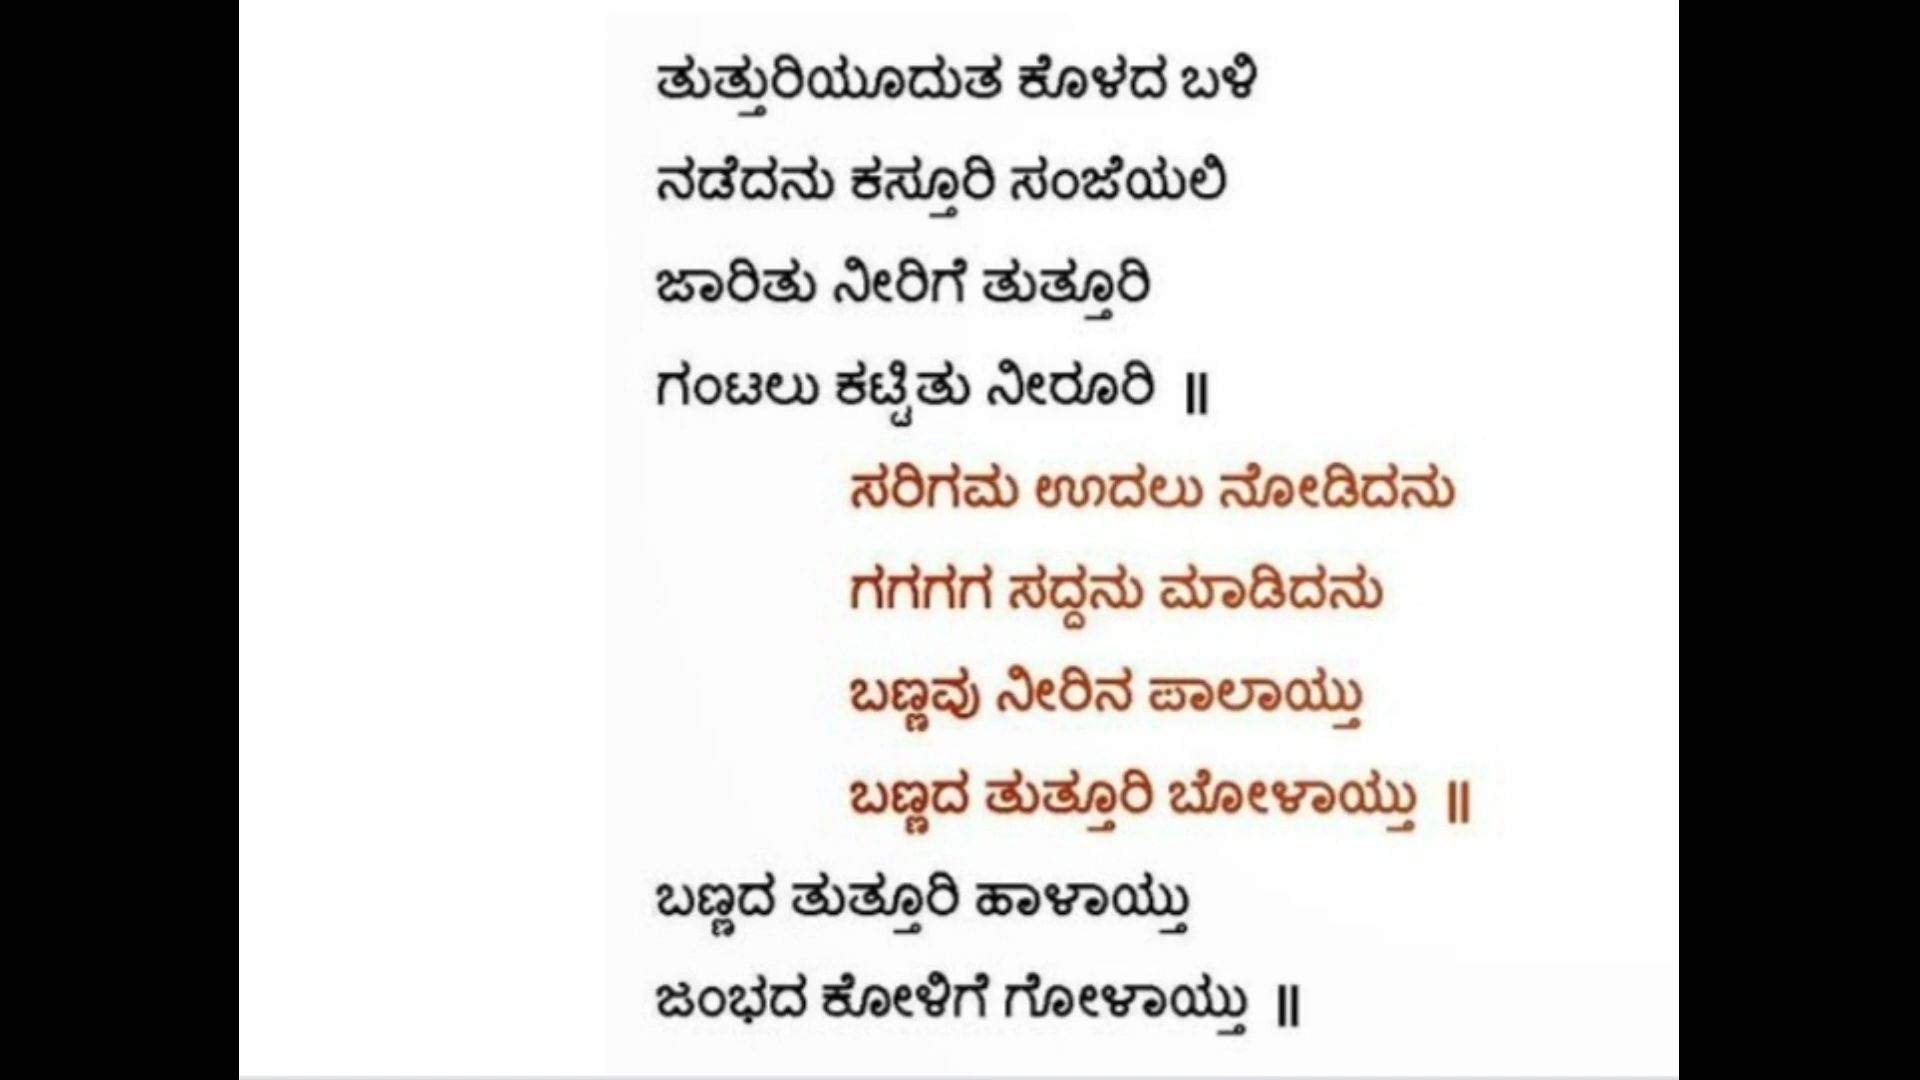 ತುತ್ತುರಿಯೂದುತ ಕೊಳದ ಬಳಿ
ನಡೆದನು ಕಸ್ತೂರಿ ಸಂಜೆಯಲಿ
ಜಾರಿತು ನೀರಿಗೆ ತುತ್ತೂರಿ
ಗಂಟಲು ಕಟ್ಟಿತು ನೀರೂರಿ ||
ಸರಿಗಮ ಊದಲು ನೋಡಿದನು
ಗಗಗಗ ಸದ್ದನು ಮಾಡಿದನು
ಬಣ್ಣವು ನೀರಿನ ಪಾಲಾಯ್ತು
ಬಣ್ಣದ ತುತ್ತೂರಿ ಬೋಳಾಯ್ತು ||
ಬಣ್ಣದ ತುತ್ತೂರಿ ಹಾಳಾಯ್ತು
ಜಂಭದ ಕೋಳಿಗೆ ಗೋಳಾಯ್ತು ||